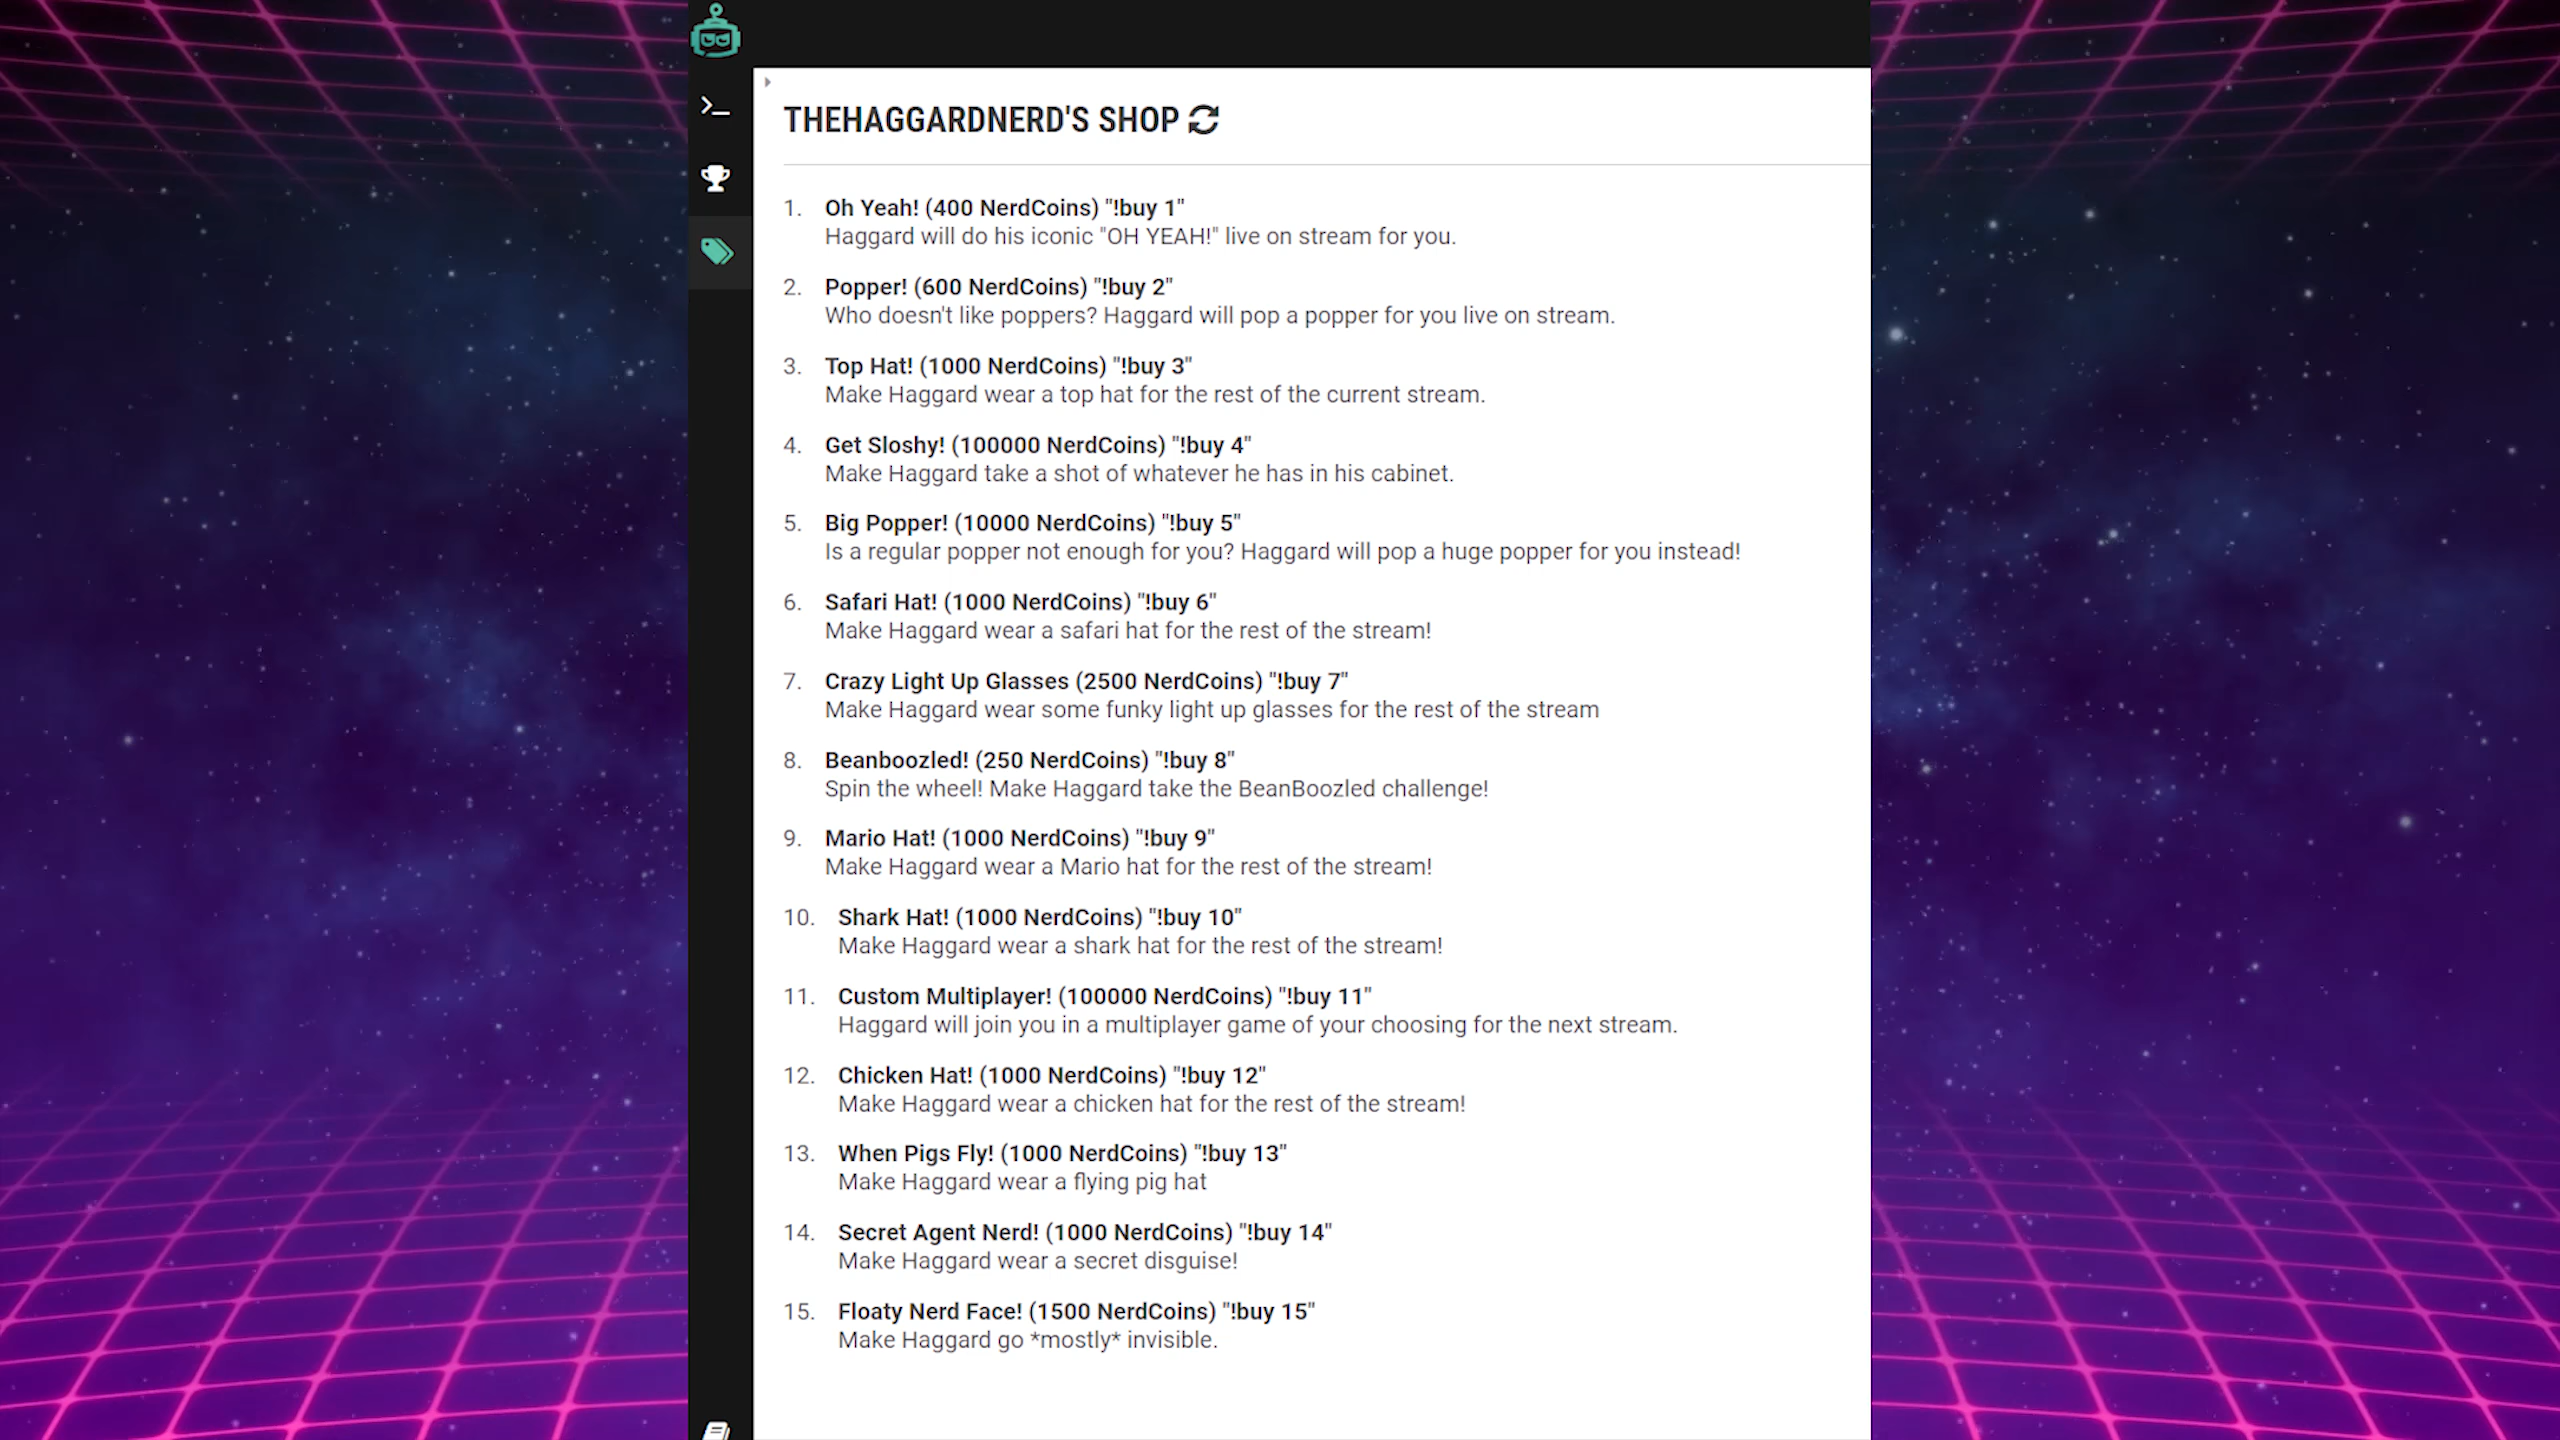 THEHAGGARDNERD'S SHOP
1. Oh Yeah! (400 NerdCoins) "!buy 1"
Haggard will do his iconic "OH YEAH!" live on stream for you.
2. Popper! (600 NerdCoins) "!buy 2"
Who doesn't like poppers? Haggard will pop a popper for you live on stream.
3. Top Hat! (1000 NerdCoins) "!buy 3"
Make Haggard wear a top hat for the rest of the current stream.
4. Get Sloshy! (100000 NerdCoins) "!buy 4"
Make Haggard take a shot of whatever he has in his cabinet.
5. Big Popper! (10000 NerdCoins) "!buy 5"
Is a regular popper not enough for you? Haggard will pop a huge popper for you instead!
6. Safari Hat! (1000 NerdCoins) "!buy 6"
Make Haggard wear a safari hat for the rest of the stream!
7. Crazy Light Up Glasses (2500 NerdCoins) "!buy 7"
Make Haggard wear some funky light up glasses for the rest of the stream
8. Beanboozled! (250 NerdCoins) "!buy 8"
Spin the wheel! Make Haggard take the BeanBoozled challenge!
9. Mario Hat! (1000 NerdCoins) "!buy 9"
Make Haggard wear a Mario hat for the rest of the stream!
10. Shark Hat! (1000 NerdCoins) "!buy 10"
Make Haggard wear a shark hat for the rest of the stream!
11. Custom Multiplayer! (100000 NerdCoins) "!buy 11"
Haggard will join you in a multiplayer game of your choosing for the next stream.
12. Chicken Hat! (1000 NerdCoins) "!buy 12"
Make Haggard wear a chicken hat for the rest of the stream!
13. When Pigs Fly! (1000 NerdCoins) "!buy 13"
Make Haggard wear a flying pig hat
14. Secret Agent Nerd! (1000 NerdCoins) "!buy 14"
Make Haggard wear a secret disguise!
15. Floaty Nerd Face! (1500 NerdCoins) "!buy 15"
Make Haggard go *mostly* invisible.